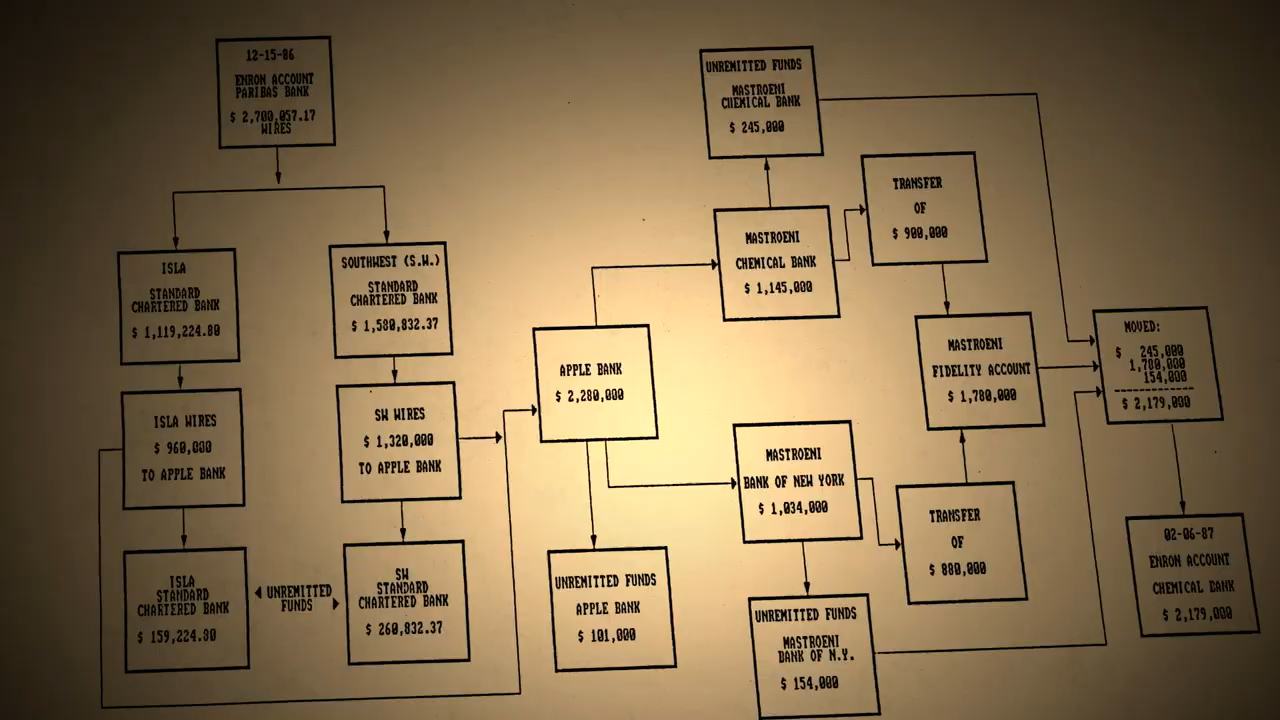 12-15-86
ENRON ACCOUNT
PARIBAS BANK
$ 2,700,057.17
WIRES
ISLA
STANDARD
CHARTERED BANK
$ 1,119,224.80
SOUTHWEST (S.W.)
STANDARD
CHARTERED BANK
$ 1,580,832.37
ISLA WIRES
$ 960,000
TO APPLE BANK
SW WIRES
$ 1,320,000
TO APPLE BANK
ISLA
STANDARD
CHARTERED BANK
$ 159,224.80
UNREMITTED
FUNDS
SW
STANDARD
CHARTERED BANK
$ 260,832.37
APPLE BANK
$ 2,280,000
UNREMITTED FUNDS
APPLE BANK
$ 101,000
UNREMITTED FUNDS
MASTROENI
CHEMICAL BANK
$ 245,000
MASTROENI
CHEMICAL BANK
$ 1,145,000
TRANSFER
OF
$ 900,000
MASTROENI
FIDELITY ACCOUNT
$ 1,780,000
MASTROENI
BANK OF NEW YORK
$ 1,034,000
TRANSFER
OF
$ 880,000
UNREMITTED FUNDS
MASTROENI
BANK OF N.Y.
$ 154,000
MOVED:
$ 245,000
1,780,000
154,000
$ 2,179,000
02-06-87
ENRON ACCOUNT
CHEMICAL BANK
$ 2,179,000